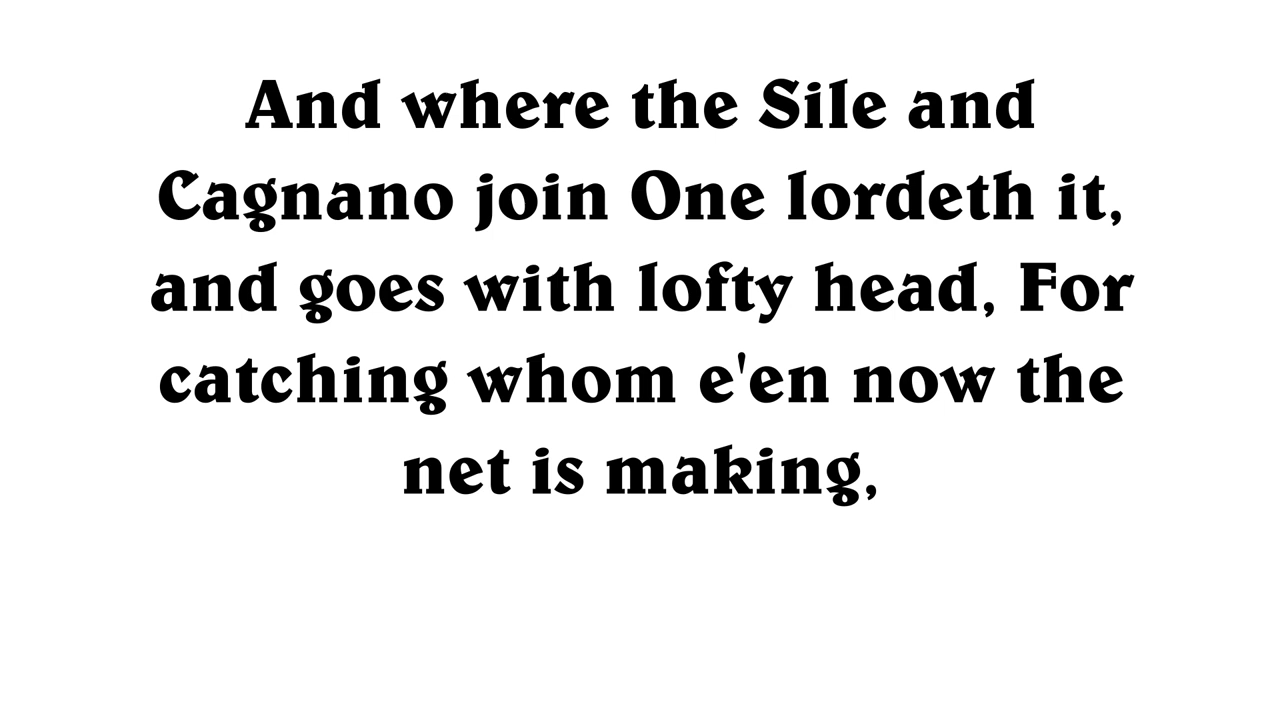 And where the Sile and
Cagnano join One lordeth it,
and goes with lofty head, For
catching whom e'en now the
net is making,